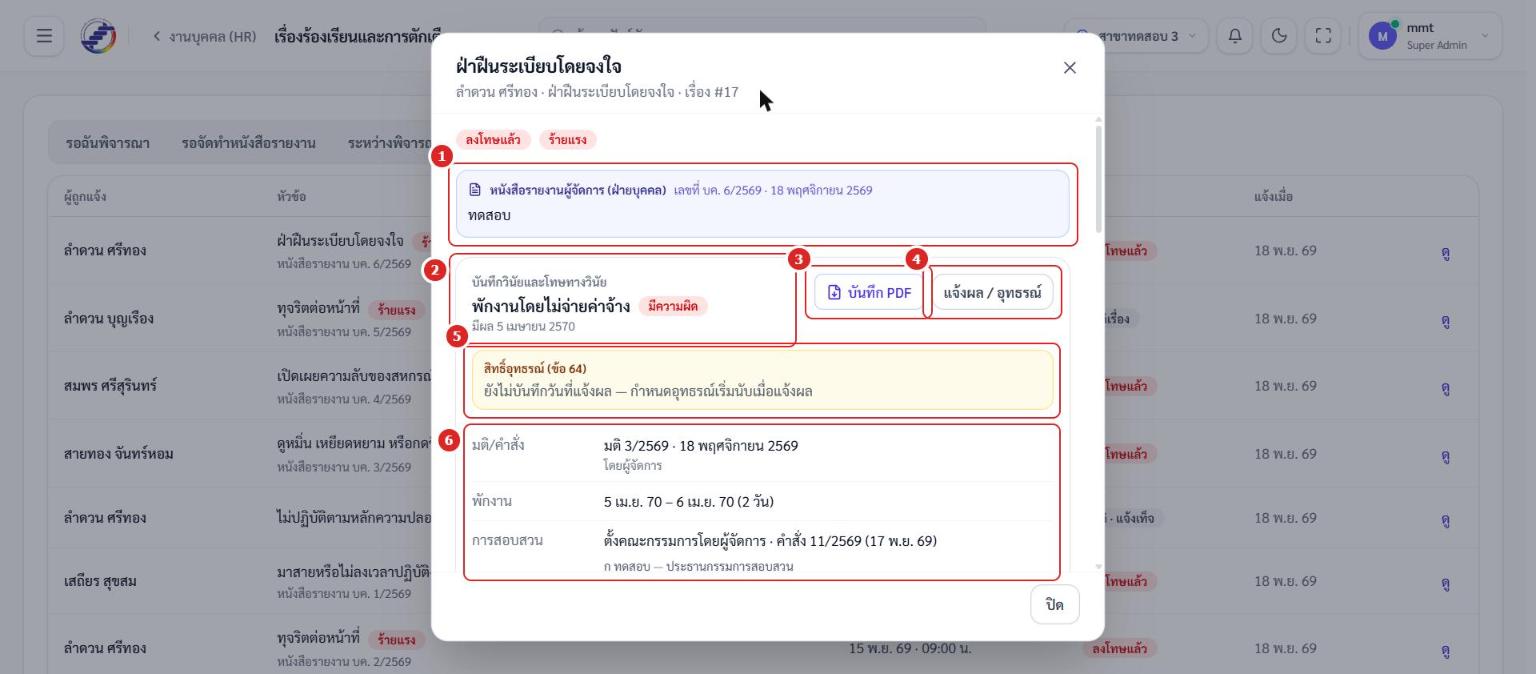 งานบุคคล (HR)
เรื่องร้องเรียนและการตักเตื
สาขาทดสอบ 3
M
mmt
Super Admin
รอฉันพิจารณา
รอจัดทำหนังสือรายงาน
ระหว่างพิจารณ
ผู้ถูกแจ้ง
หัวข้อ
แจ้งเมื่อ
ลำดวน ศรีทอง
ฝ่าฝืนระเบียบโดยจงใจ
หนังสือรายงาน บค. 6/2569
โทษแล้ว
18 พ.ย. 69
ดู
ลำดวน บุญเรือง
ทุจริตต่อหน้าที่
ร้ายแรง
หนังสือรายงาน บค. 5/2569
18 พ.ย. 69
ดู
สมพร ศรีสุรินทร์
เปิดเผยความลับของสหกรณ์
หนังสือรายงาน บค. 4/2569
โทษแล้ว
18 พ.ย. 69
ดู
สายทอง จันทร์หอม
ดูหมิ่น เหยียดหยาม หรือกด
หนังสือรายงาน บค. 3/2569
โทษแล้ว
18 พ.ย. 69
ดู
ลำดวน ศรีทอง
ไม่ปฏิบัติตามหลักความปลอ
· แจ้งเท็จ
18 พ.ย. 69
ดู
เสถียร สุขสม
มาสายหรือไม่ลงเวลาปฏิบัติ
หนังสือรายงาน บค. 1/2569
โทษแล้ว
18 พ.ย. 69
ดู
ลำดวน ศรีทอง
ทุจริตต่อหน้าที่
ร้ายแรง
หนังสือรายงาน บค. 2/2569
15 พ.ย. 69 · 09:00 น.
ลงโทษแล้ว
18 พ.ย. 69
ดู
ฝ่าฝืนระเบียบโดยจงใจ
ลำดวน ศรีทอง · ฝ่าฝืนระเบียบโดยจงใจ · เรื่อง #17
ลงโทษแล้ว
ร้ายแรง
1
หนังสือรายงานผู้จัดการ (ฝ่ายบุคคล) เลขที่ บค. 6/2569 · 18 พฤศจิกายน 2569
ทดสอบ
2
บันทึกวินัยและโทษทางวินัย
พักงานโดยไม่จ่ายค่าจ้าง
มีความผิด
มีผล 5 เมษายน 2570
3
บันทึก PDF
4
แจ้งผล / อุทธรณ์
5
สิทธิ์อุทธรณ์ (ข้อ 64)
ยังไม่บันทึกวันที่แจ้งผล — กำหนดอุทธรณ์เริ่มนับเมื่อแจ้งผล
6
มติ/คำสั่ง
มติ 3/2569 · 18 พฤศจิกายน 2569
โดยผู้จัดการ
พักงาน
5 เม.ย. 70 – 6 เม.ย. 70 (2 วัน)
การสอบสวน
ตั้งคณะกรรมการโดยผู้จัดการ · คำสั่ง 11/2569 (17 พ.ย. 69)
ก ทดสอบ — ประธานกรรมการสอบสวน
ปิด